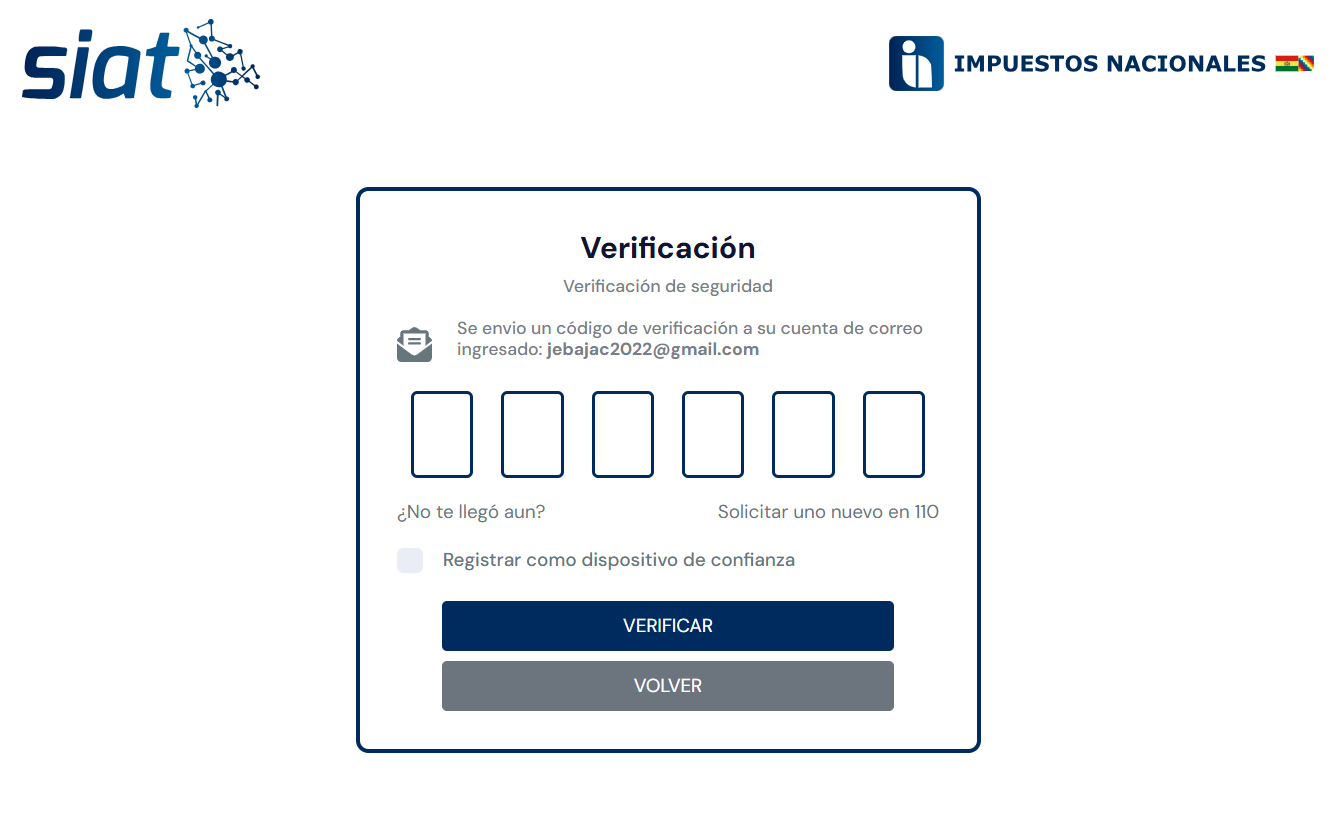 siat
IMPUESTOS NACIONALES
Verificación
Verificación de seguridad
Se envio un código de verificación a su cuenta de correo
ingresado: jebajac2022@gmail.com
¿No te llegó aun?
Solicitar uno nuevo en 110
Registrar como dispositivo de confianza
VERIFICAR
VOLVER